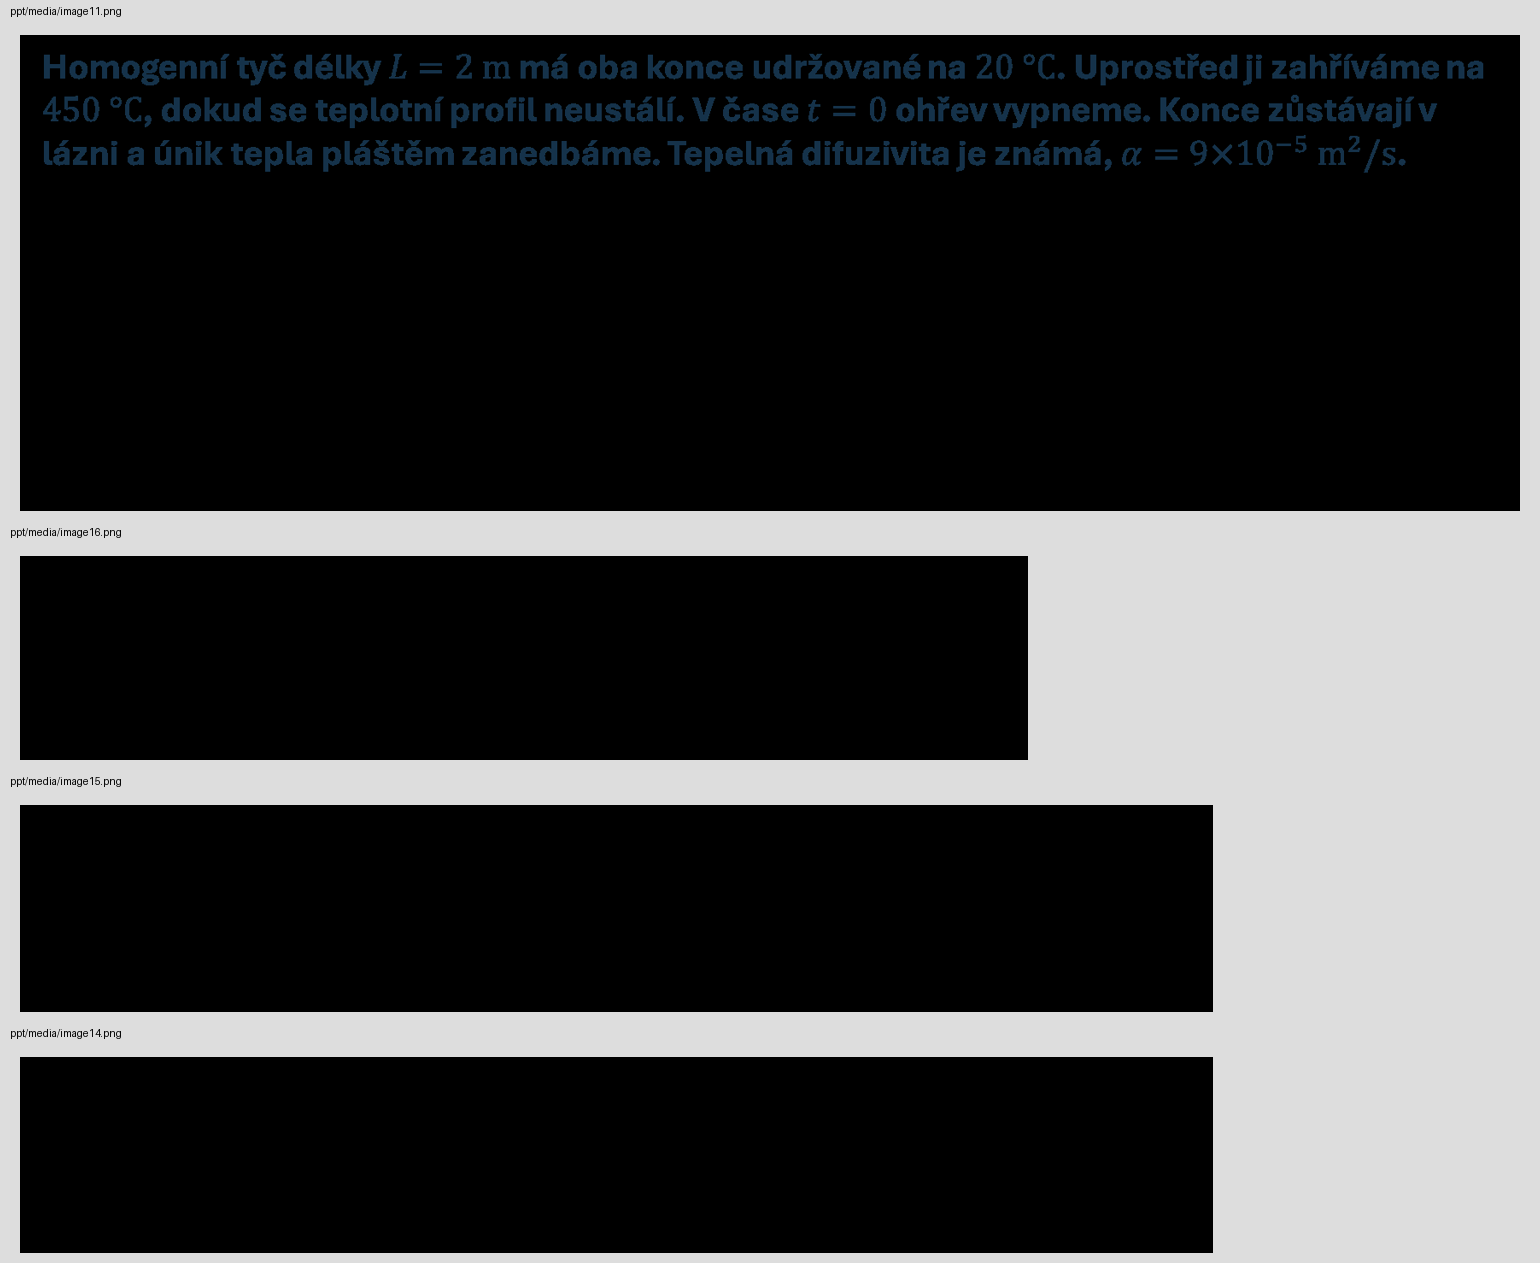 ppt/media/image11.png
Homogenní tyč délky L = 2 m má oba konce udržované na 20 °C. Uprostřed ji zahříváme na
450 °C, dokud se teplotní profil neustálí. V čase t = 0 ohřev vypneme. Konce zůstávají v
lázni a únik tepla pláštěm zanedbáme. Tepelná difuzivita je známá, α = 9×10⁻⁵ m²/s.
ppt/media/image16.png
ppt/media/image15.png
ppt/media/image14.png